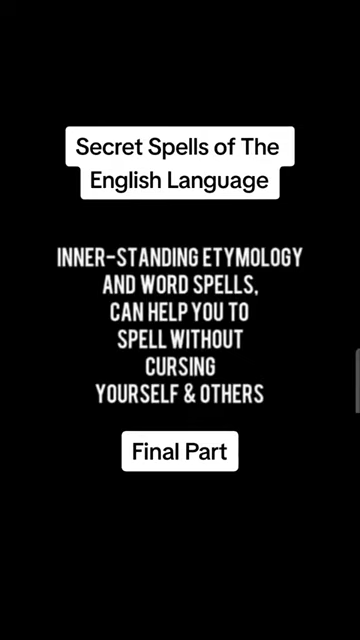 Secret Spells of The
English Language
INNER-STANDING ETYMOLOGY
AND WORD SPELLS,
CAN HELP YOU TO
SPELL WITHOUT
CURSING
YOURSELF & OTHERS
Final Part